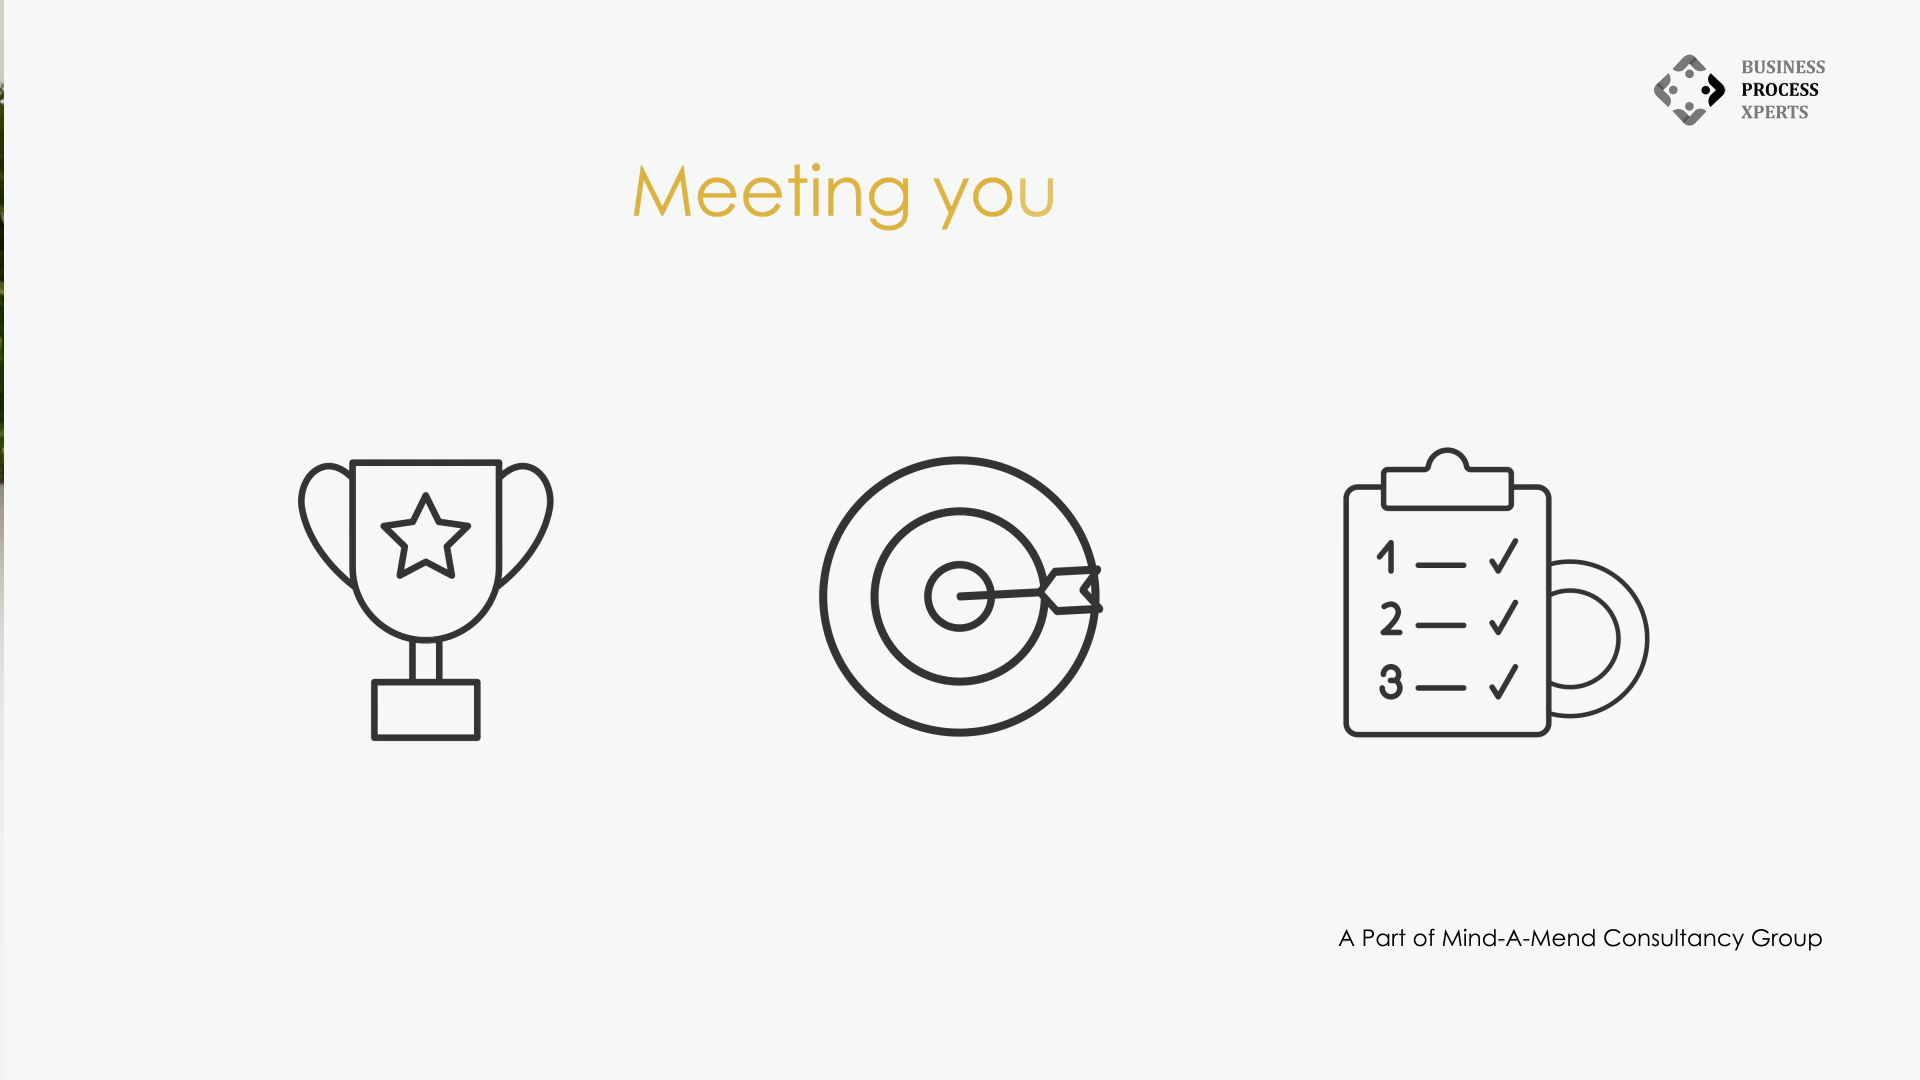 BUSINESS
PROCESS
XPERTS
Meeting you
1
2
3
A Part of Mind-A-Mend Consultancy Group